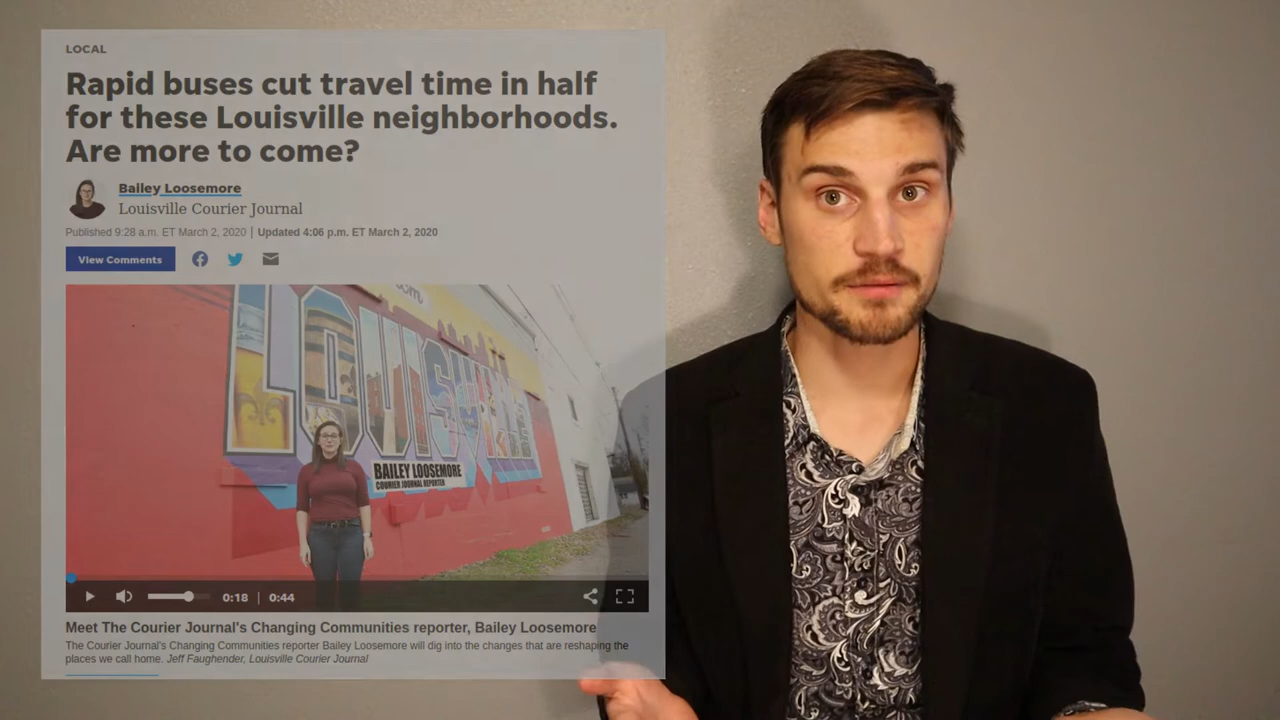 LOCAL
Rapid buses cut travel time in half
for these Louisville neighborhoods.
Are more to come?
Bailey Loosemore
Louisville Courier Journal
Published 9:28 a.m. ET March 2, 2020 | Updated 4:06 p.m. ET March 2, 2020
View Comments
LOUISVILLE
BAILEY LOOSEMORE
COURIER JOURNAL REPORTER
0:18 | 0:44
Meet The Courier Journal's Changing Communities reporter, Bailey Loosemore
The Courier Journal's Changing Communities reporter Bailey Loosemore will dig into the changes that are reshaping the
places we call home. Jeff Faughender, Louisville Courier Journal